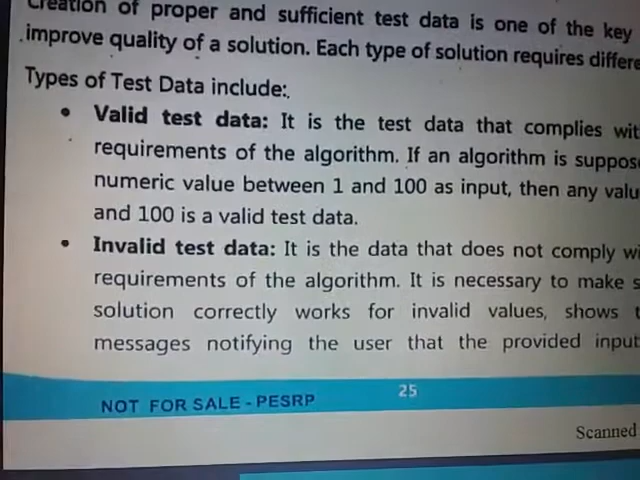 Creation of proper and sufficient test data is one of the key
improve quality of a solution. Each type of solution requires differe
Types of Test Data include:
• Valid test data: It is the test data that complies wit
requirements of the algorithm. If an algorithm is suppose
numeric value between 1 and 100 as input, then any valu
and 100 is a valid test data.
• Invalid test data: It is the data that does not comply wi
requirements of the algorithm. It is necessary to make s
solution correctly works for invalid values, shows t
messages notifying the user that the provided input
25
NOT FOR SALE - PESRP
Scanned